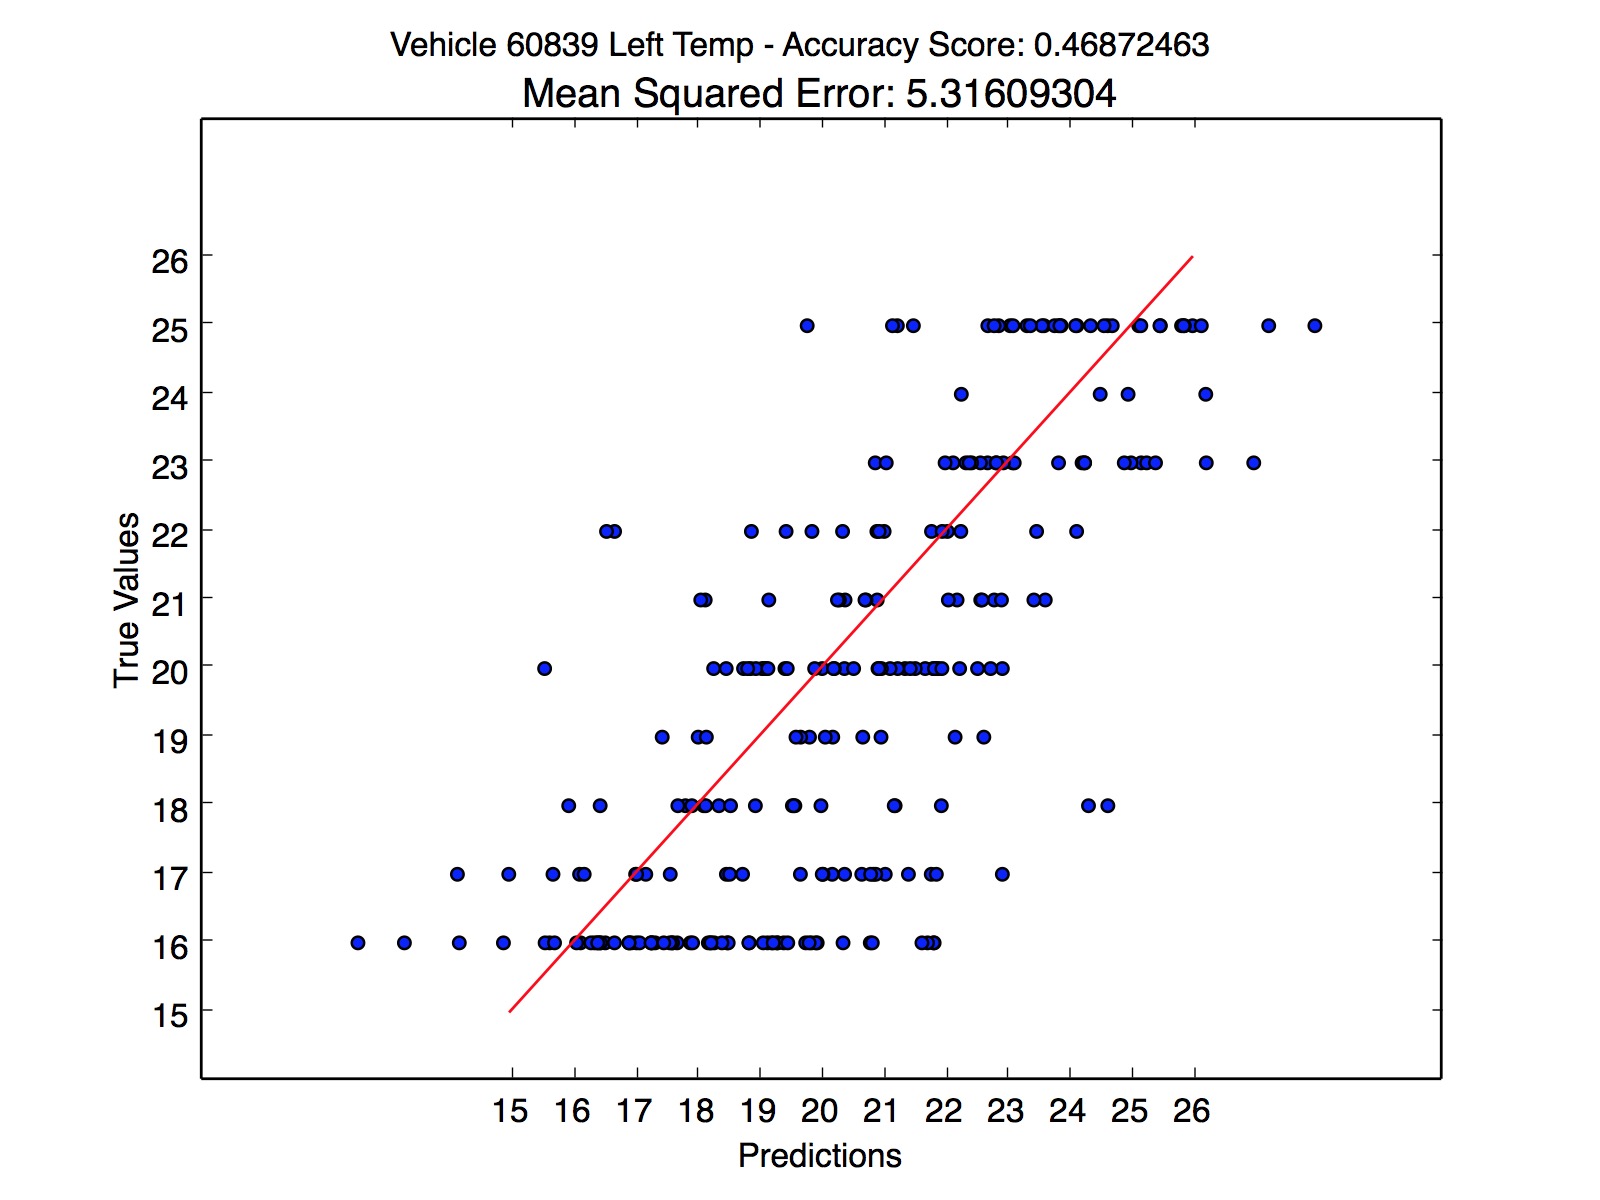 Vehicle 60839 Left Temp - Accuracy Score: 0.46872463
Mean Squared Error: 5.31609304
26
25
24
23
22
21
20
19
18
17
16
15
True Values
15 16 17 18 19 20 21 22 23 24 25 26
Predictions